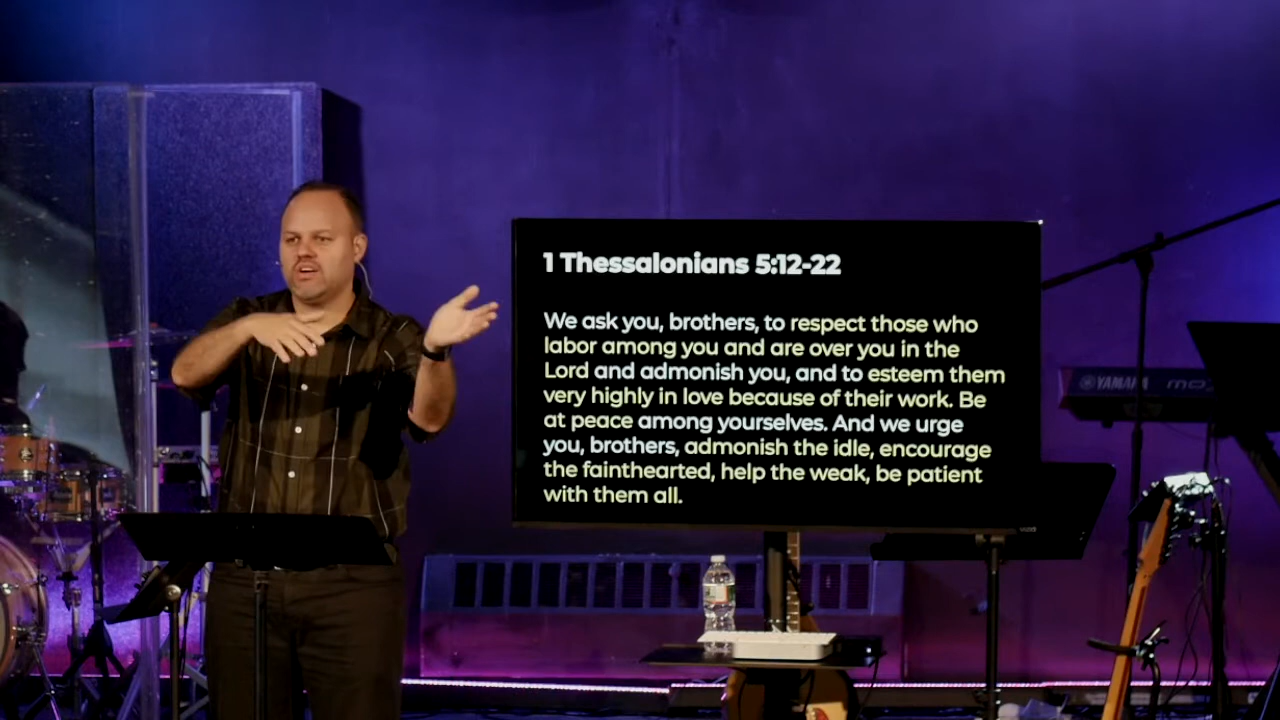 1 Thessalonians 5:12-22
We ask you, brothers, to respect those who
labor among you and are over you in the
Lord and admonish you, and to esteem them
very highly in love because of their work. Be
at peace among yourselves. And we urge
you, brothers, admonish the idle, encourage
the fainthearted, help the weak, be patient
with them all.
YAMAHA